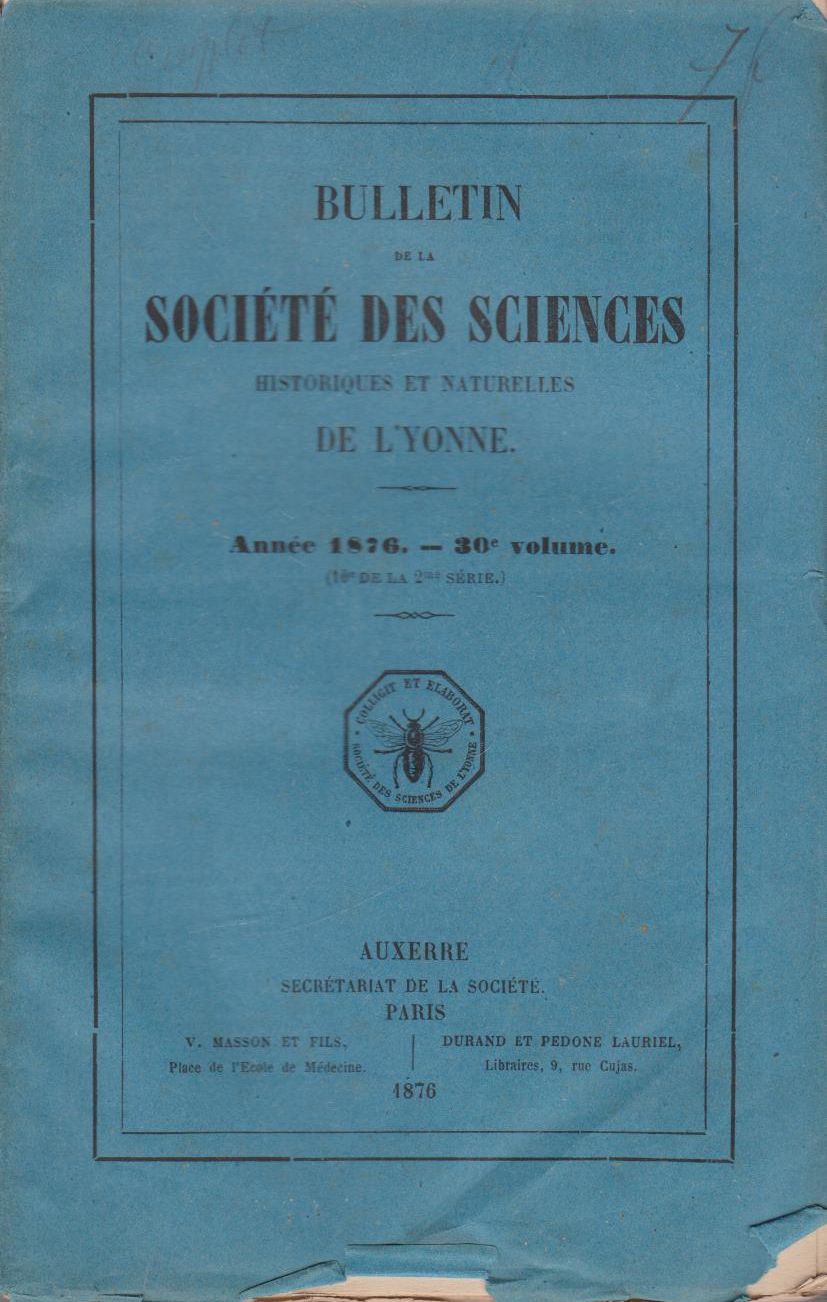 BULLETIN
DE LA
SOCIÉTÉ DES SCIENCES
HISTORIQUES ET NATURELLES
DE L'YONNE.
Année 1876. — 30e volume.
DE LA 2me SÉRIE.)
COLLIGIT ET ELABORAT
SOCIÉTÉ DES SCIENCES DE L'YONNE
AUXERRE
SECRÉTARIAT DE LA SOCIÉTÉ.
PARIS
V. MASSON ET FILS,
Place de l'Ecole de Médecine.
DURAND ET PEDONE LAURIEL,
Libraires, 9, rue Cujas.
1876